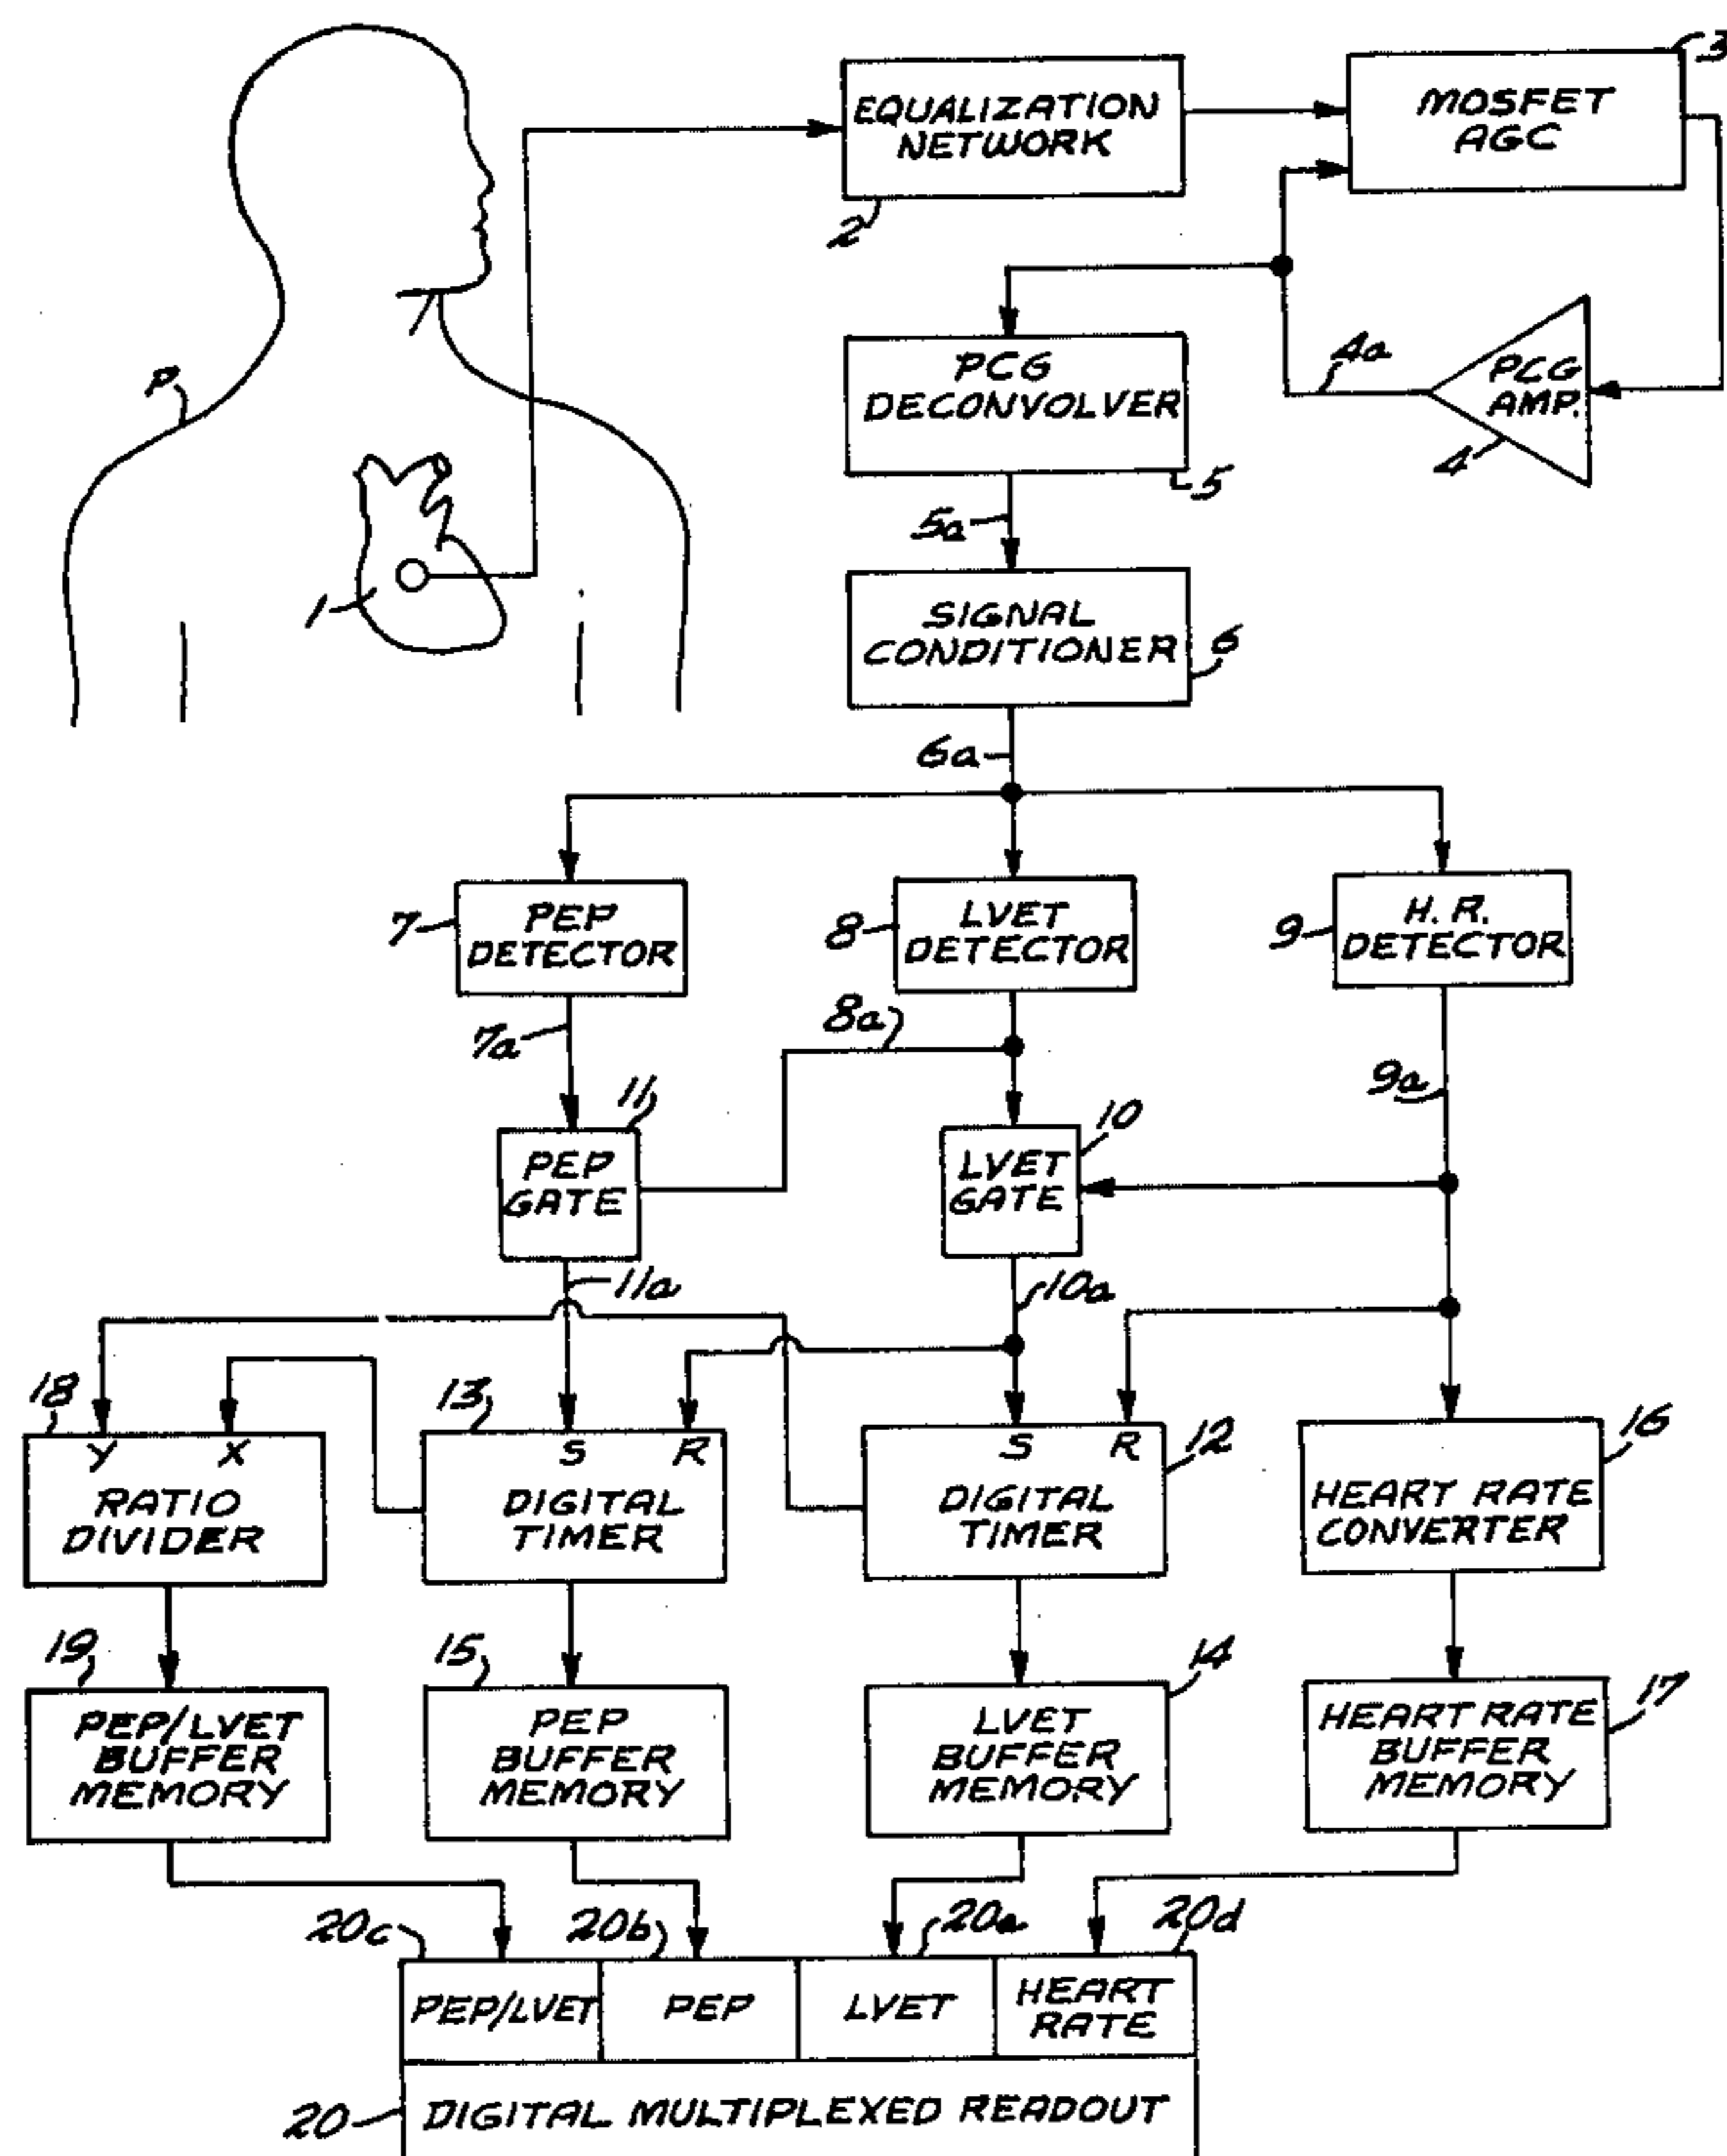 3
EQUALIZATION
NETWORK
MOSFET
AGC
2
PCG
DECONVOLVER
4a
PCG
AMP.
4
P
5
5a
1
SIGNAL
CONDITIONER
6
6a
7
PEP
DETECTOR
8
LVET
DETECTOR
9
H. R.
DETECTOR
7a
8a
9a
11
10
PEP
GATE
LVET
GATE
11a
10a
18
13
12
16
Y X
S R
S R
RATIO
DIVIDER
DIGITAL
TIMER
DIGITAL
TIMER
HEART RATE
CONVERTER
19
15
14
17
PEP/LVET
BUFFER
MEMORY
PEP
BUFFER
MEMORY
LVET
BUFFER
MEMORY
HEART RATE
BUFFER
MEMORY
20c
20b
20a
20d
PEP/LVET
PEP
LVET
HEART
RATE
20
DIGITAL MULTIPLEXED READOUT